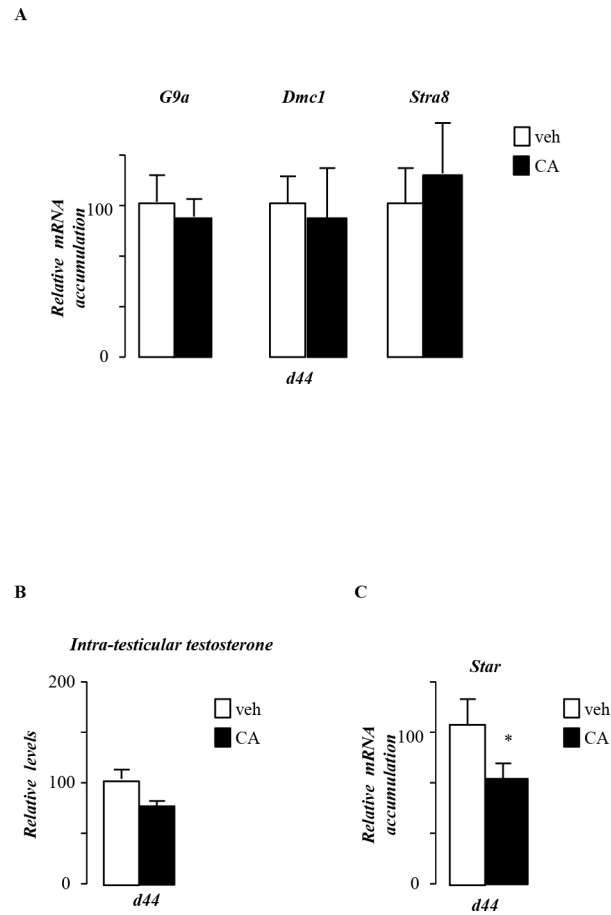 A
G9a Dmc1 Stra8
veh
CA
Relative mRNA
accumulation
100
0
d44
B
C
Intra-testicular testosterone
Star
200
100
0
Relative levels
veh
CA
d44
Relative mRNA
accumulation
100
0
*
veh
CA
d44